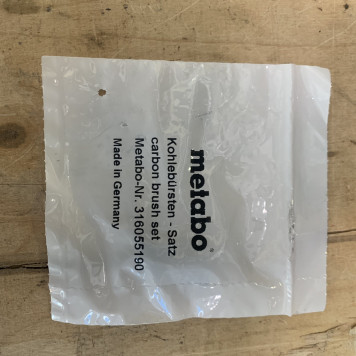 metabo®
Kohlebürsten - Satz
carbon brush set
Metabo-Nr. 316055190
Made in Germany